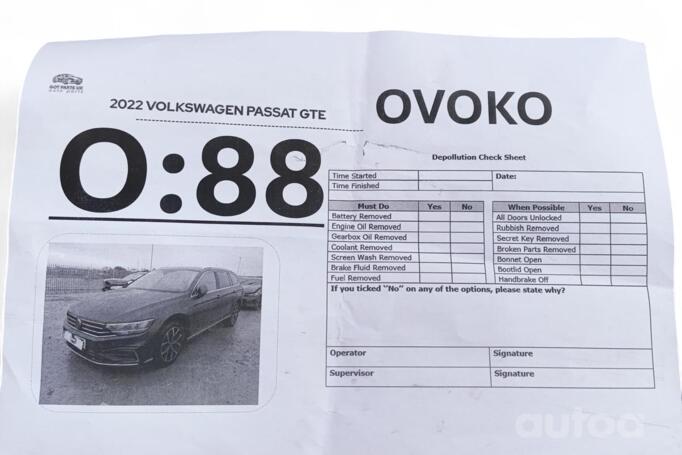 GOT PARTS UK
auto parts
2022 VOLKSWAGEN PASSAT GTE
OVOKO
O:88
Depollution Check Sheet
Time Started
Date:
Time Finished
Must Do Yes No
Battery Removed
Engine Oil Removed
Gearbox Oil Removed
Coolant Removed
Screen Wash Removed
Brake Fluid Removed
Fuel Removed
When Possible Yes No
All Doors Unlocked
Rubbish Removed
Secret Key Removed
Broken Parts Removed
Bonnet Open
Bootlid Open
Handbrake Off
If you ticked "No" on any of the options, please state why?
Operator Signature
Supervisor Signature
autoa